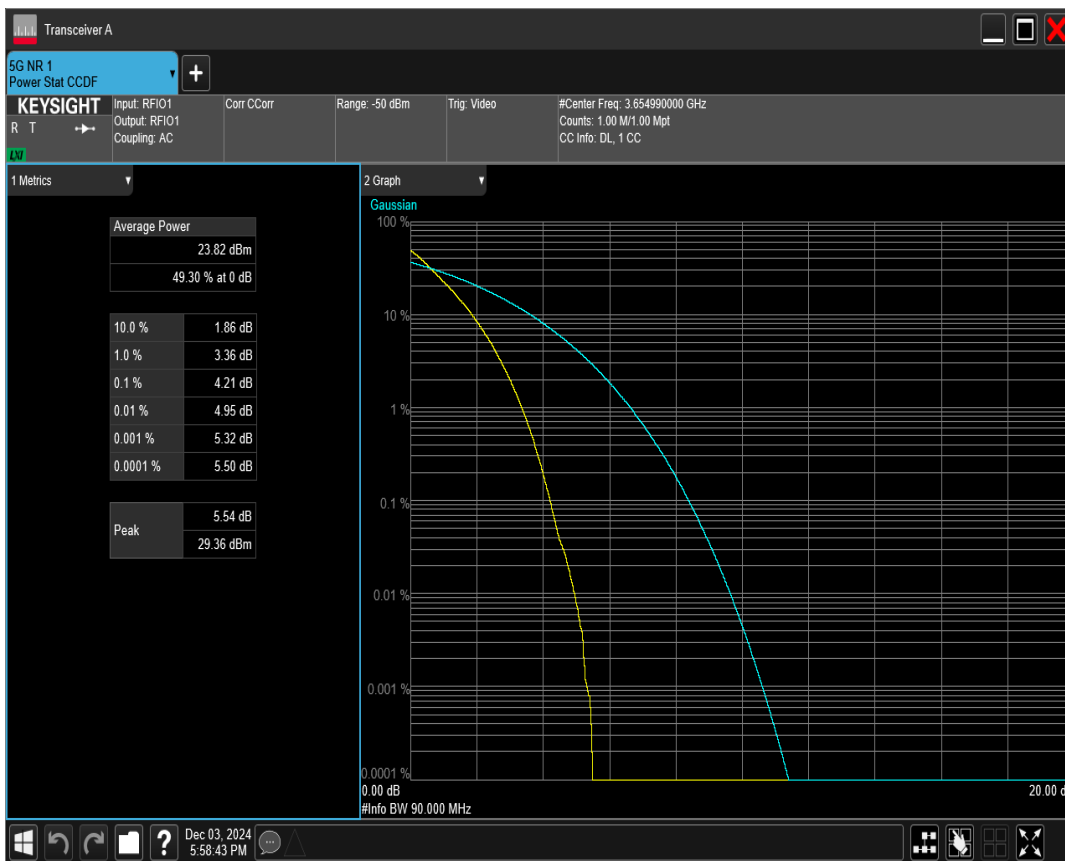 Transceiver A
5G NR 1
Power Stat CCDF
+
KEYSIGHT
R T
LXI
Input: RFIO1
Output: RFIO1
Coupling: AC
Corr CCorr
Range: -50 dBm
Trig: Video
#Center Freq: 3.654990000 GHz
Counts: 1.00 M/1.00 Mpt
CC Info: DL, 1 CC
1 Metrics
Average Power
23.82 dBm
49.30 % at 0 dB
10.0 % 1.86 dB
1.0 % 3.36 dB
0.1 % 4.21 dB
0.01 % 4.95 dB
0.001 % 5.32 dB
0.0001 % 5.50 dB
Peak
5.54 dB
29.36 dBm
2 Graph
Gaussian
100 %
10 %
1 %
0.1 %
0.01 %
0.001 %
0.0001 %
0.00 dB
20.00 d
#Info BW 90.000 MHz
?
Dec 03, 2024
5:58:43 PM